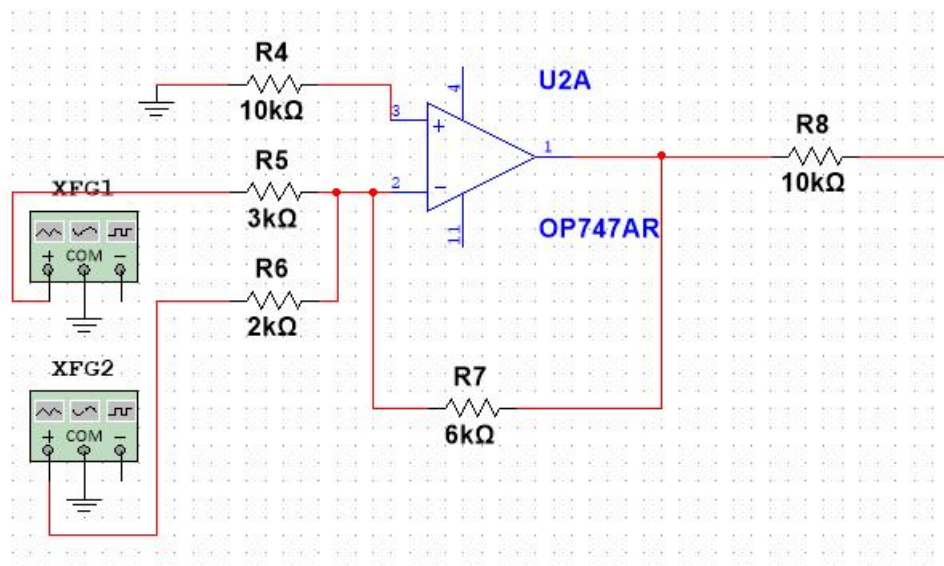 R4
10kΩ
3
4
+
U2A
1
R8
10kΩ
R5
3kΩ
2
−
11
OP747AR
XFG1
+ COM −
R6
2kΩ
XFG2
+ COM −
R7
6kΩ